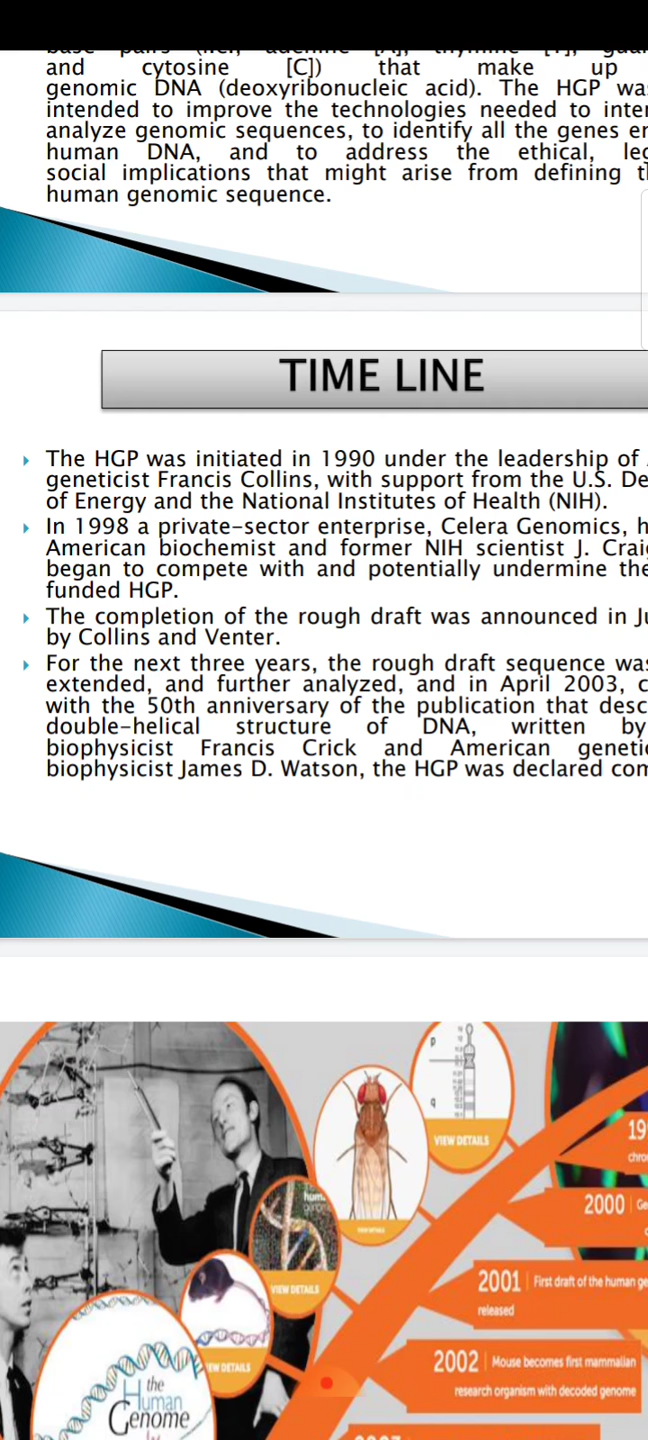 and cytosine [C]) that make up
genomic DNA (deoxyribonucleic acid). The HGP
intended to improve the technologies needed to
analyze genomic sequences, to identify all the genes
human DNA, and to address the ethical,
social implications that might arise from defining
human genomic sequence.
TIME LINE
The HGP was initiated in 1990 under the leadership of
geneticist Francis Collins, with support from the U.S.
of Energy and the National Institutes of Health (NIH).
In 1998 a private-sector enterprise, Celera Genomics,
American biochemist and former NIH scientist J.
began to compete with and potentially undermine
funded HGP.
The completion of the rough draft was announced in
by Collins and Venter.
For the next three years, the rough draft sequence
extended, and further analyzed, and in April 2003,
with the 50th anniversary of the publication that
double-helical structure of DNA, written by
biophysicist Francis Crick and American
biophysicist James D. Watson, the HGP was declared
p
q
VIEW DETAILS
VIEW DETAILS
human
VIEW DETAILS
VIEW DETAILS
the
Human
Genome
2000
2001 First draft of the human
released
2002 Mouse becomes first mammalian
research organism with decoded genome